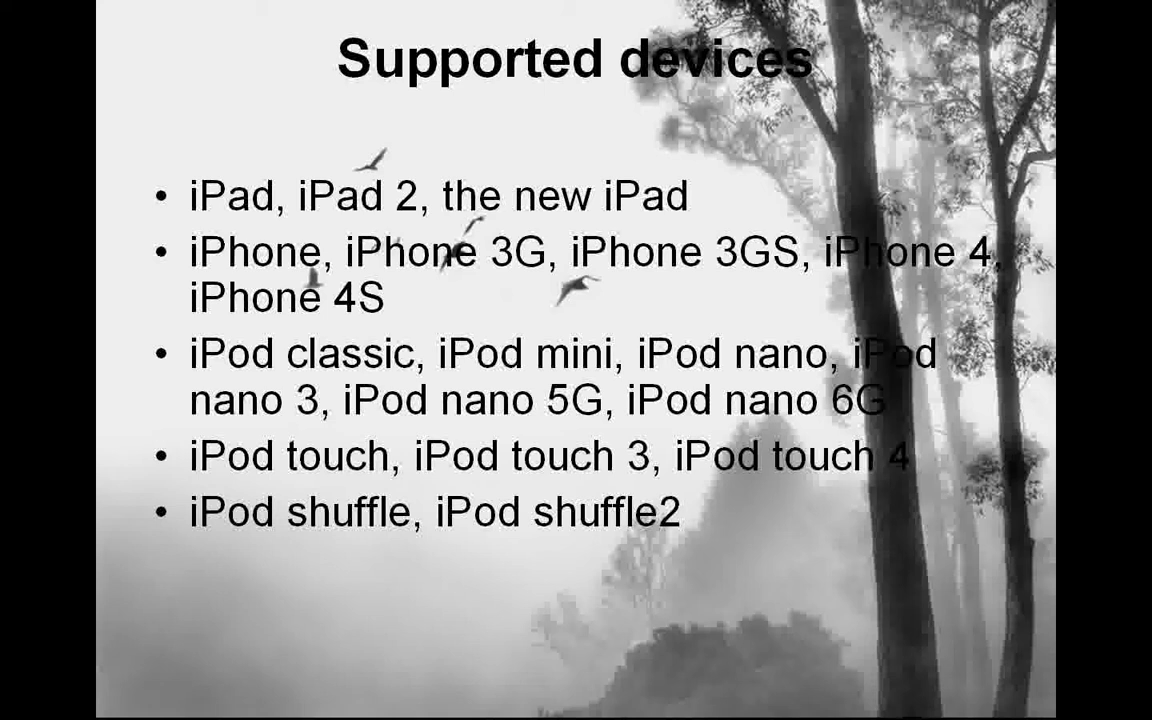 Supported devices
• iPad, iPad 2, the new iPad
• iPhone, iPhone 3G, iPhone 3GS, iPhone 4,
iPhone 4S
• iPod classic, iPod mini, iPod nano, iPod
nano 3, iPod nano 5G, iPod nano 6G
• iPod touch, iPod touch 3, iPod touch 4
• iPod shuffle, iPod shuffle2